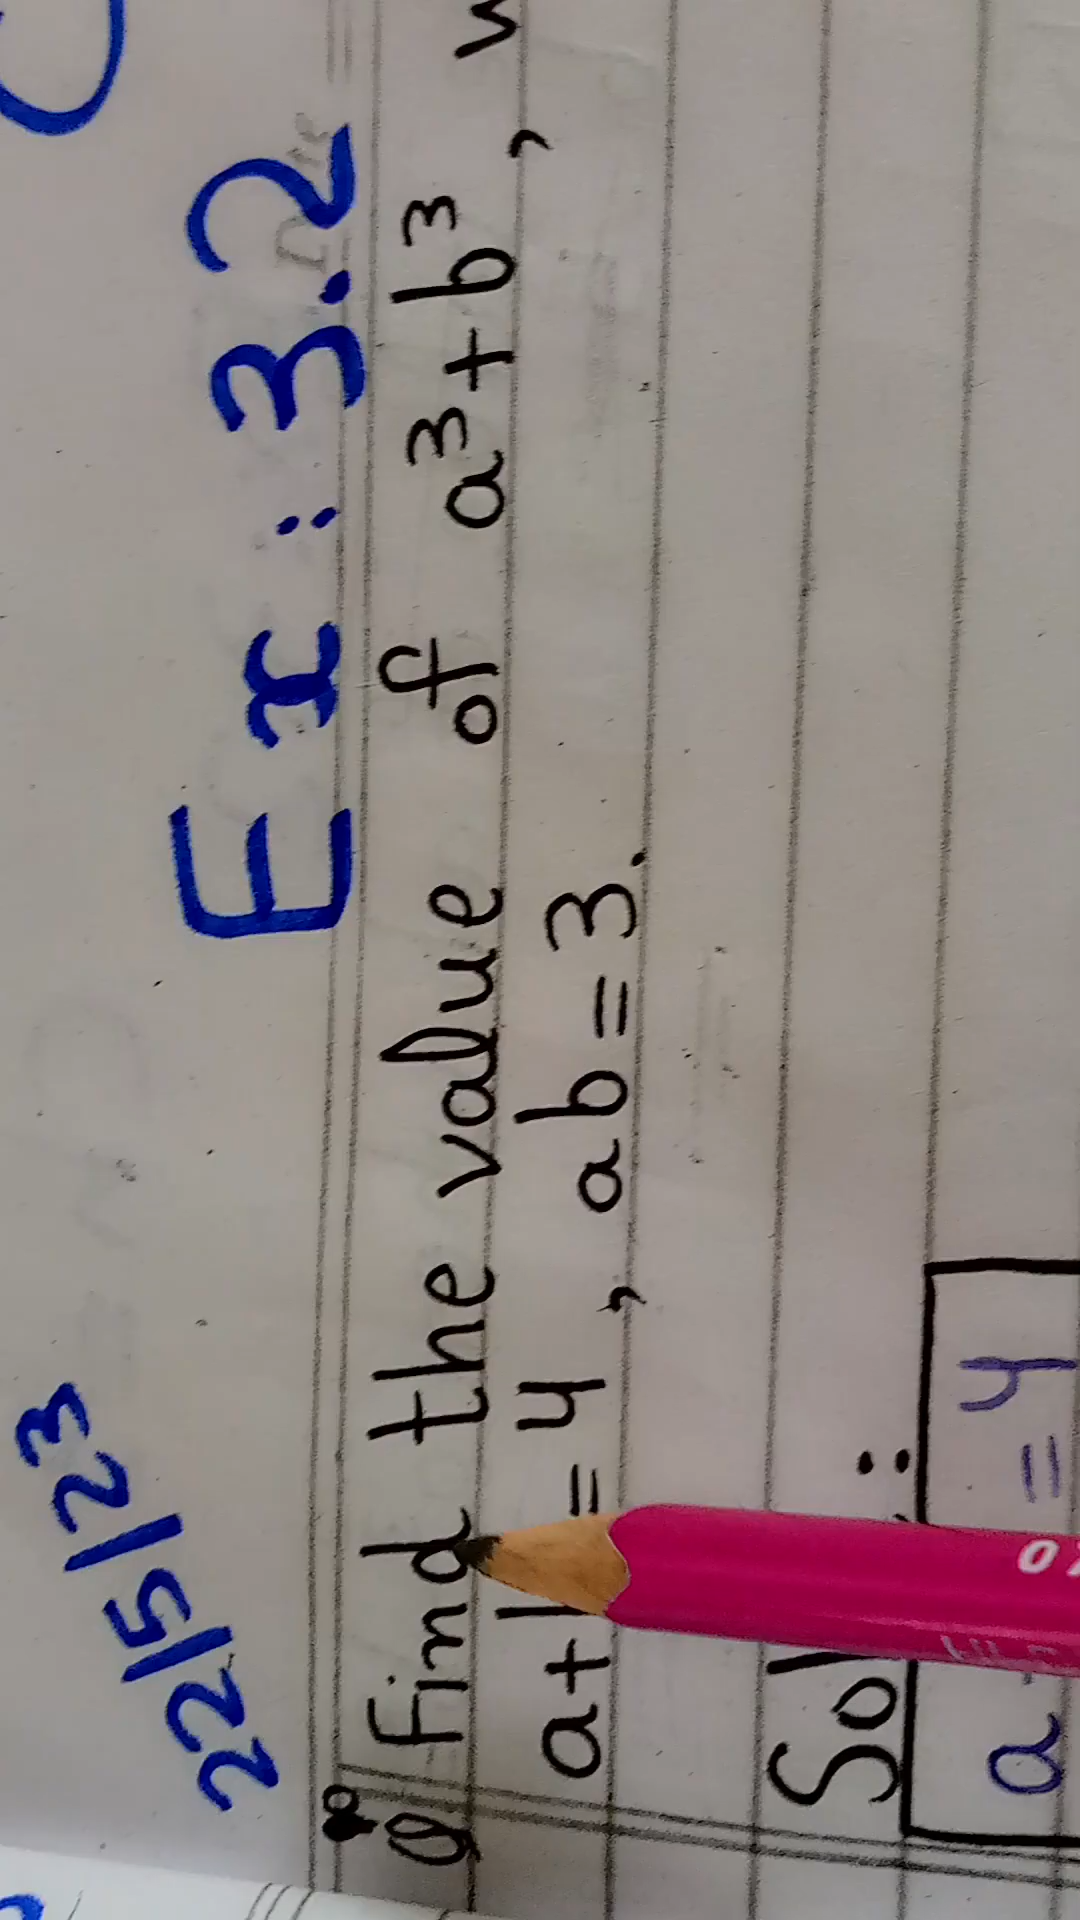 22/5/23
Ex: 3.2
Q Find the value of a³+b³,
a+b=4, ab=3.
Sol:
a = 4